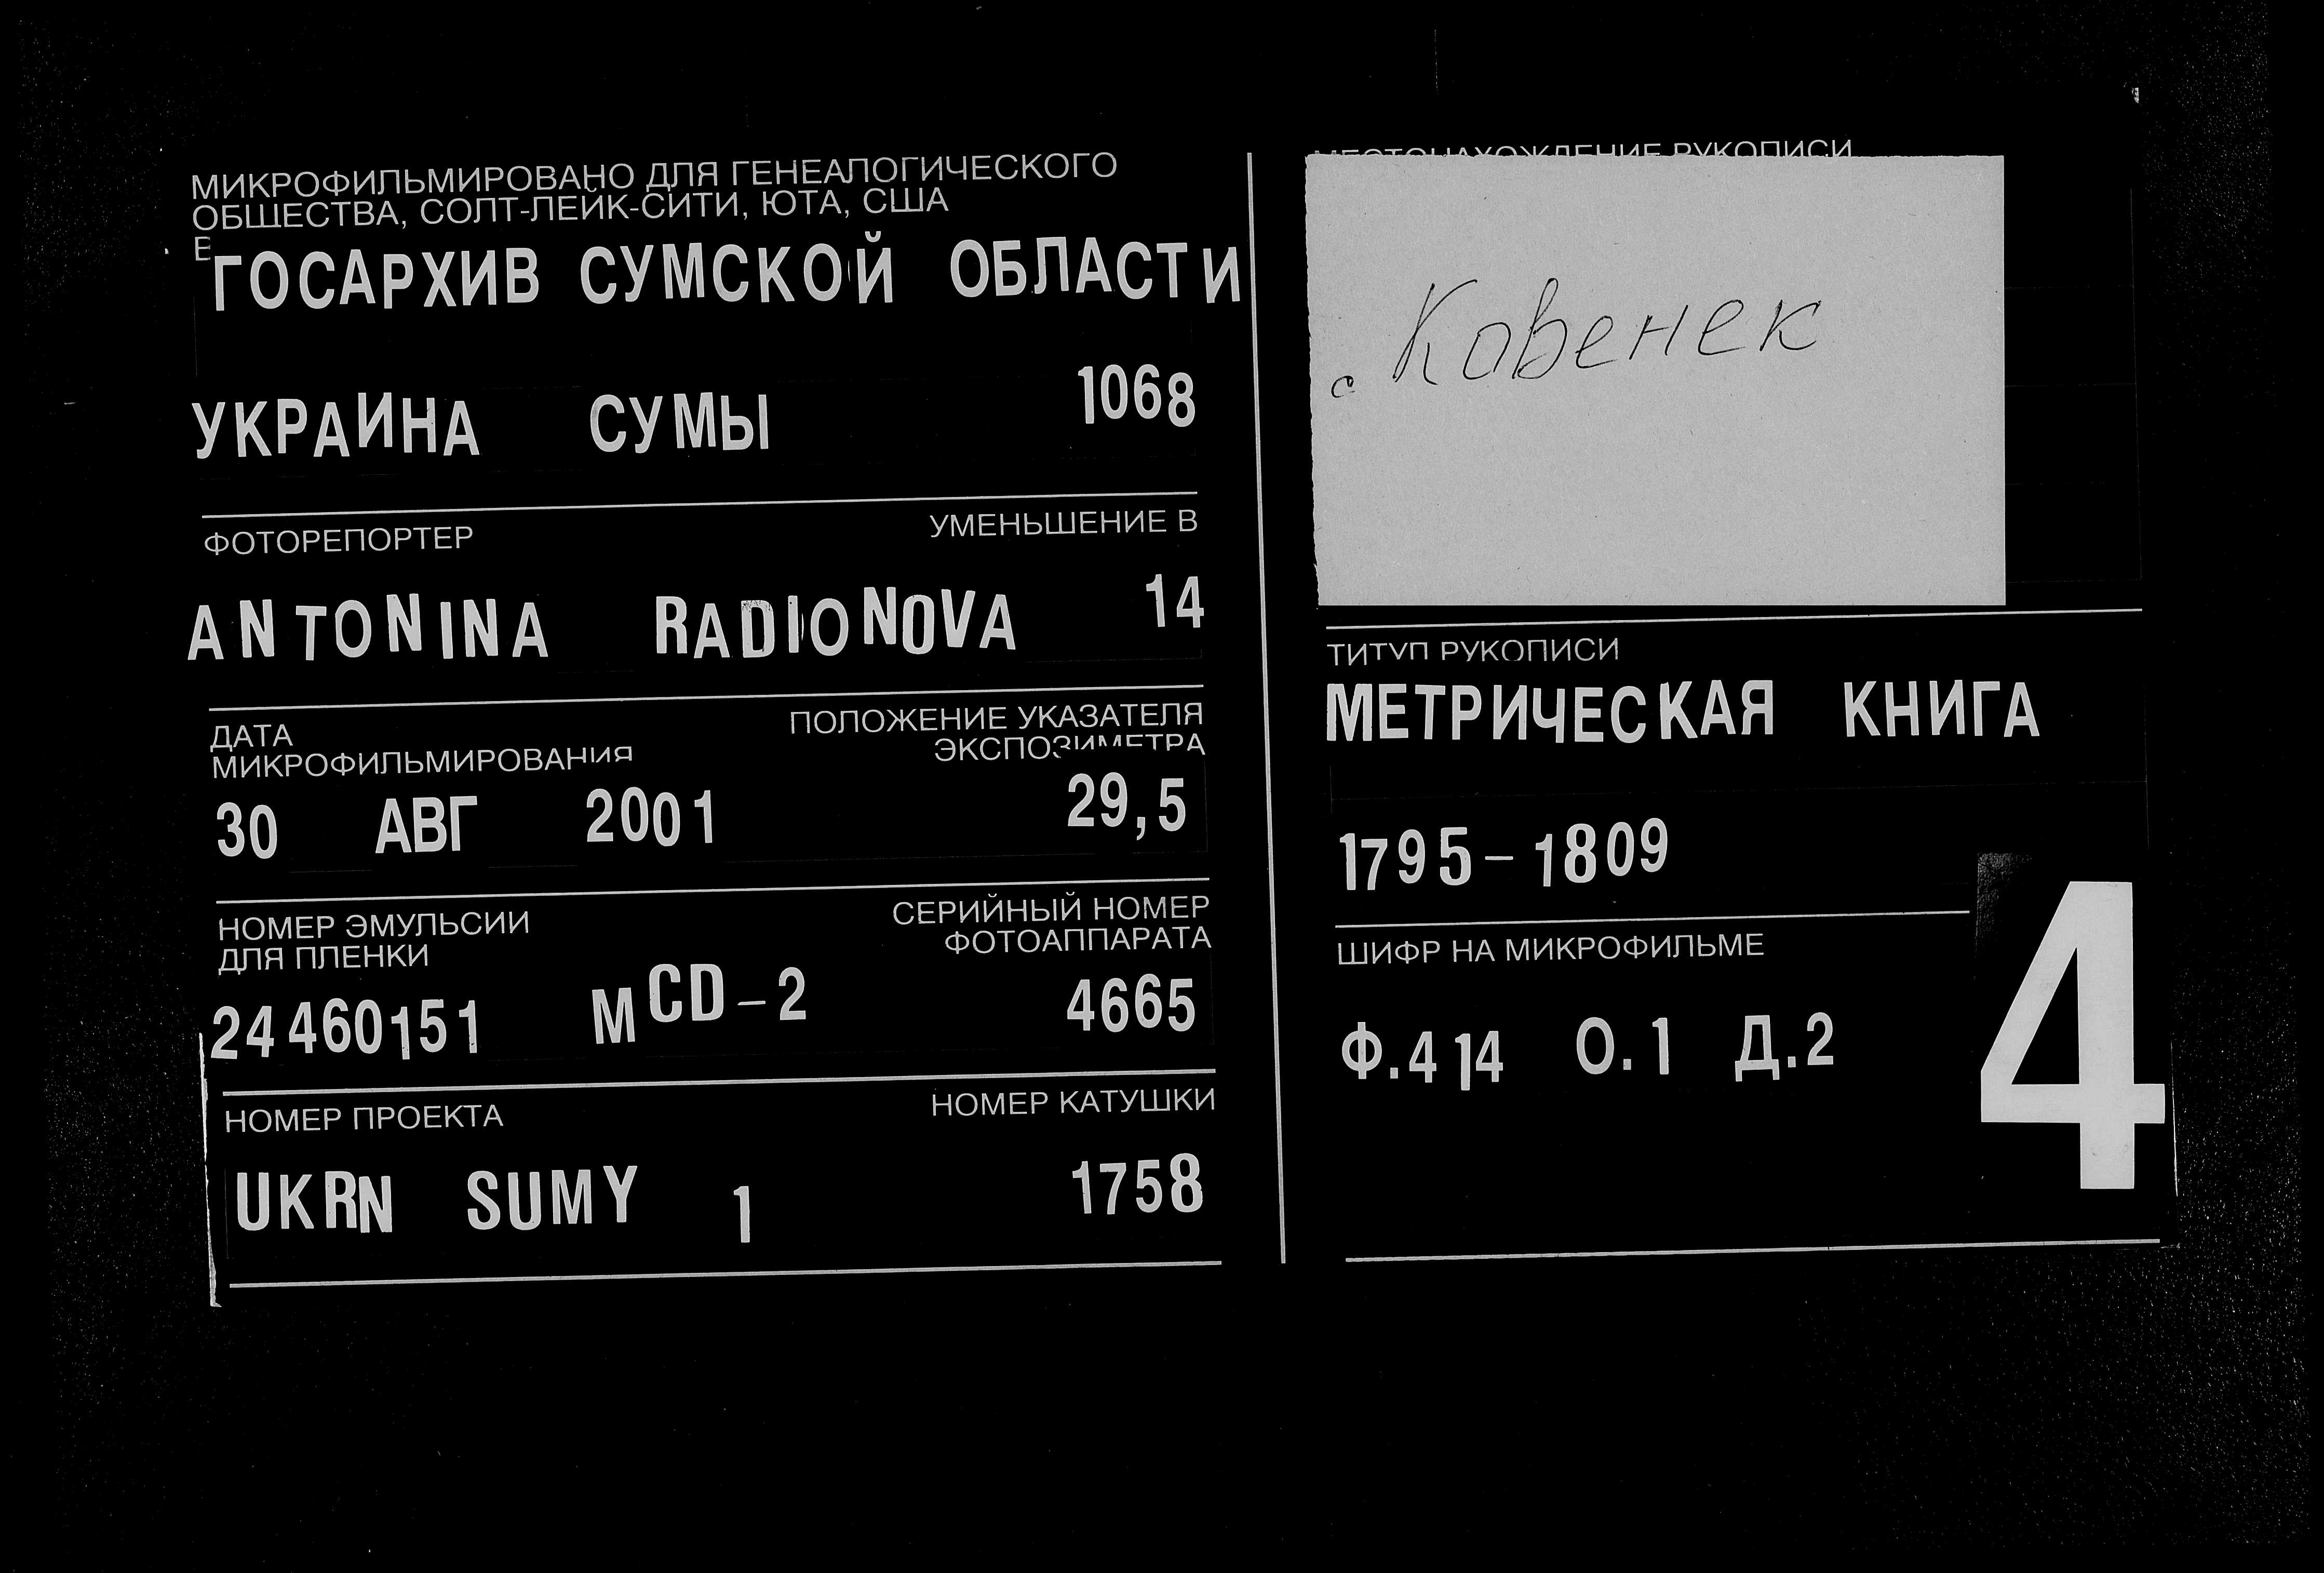 МИКРОФИЛЬМИРОВАНО ДЛЯ ГЕНЕАЛОГИЧЕСКОГО
ОБЩЕСТВА, СОЛТ-ЛЕЙК-СИТИ, ЮТА, США
В
ГОСАРХИВ СУМСКОЙ ОБЛАСТИ
УКРАИНА СУМЫ 1068
ФОТОРЕПОРТЕР УМЕНЬШЕНИЕ В
ANTONINA RADIONOVA 14
ДАТА
МИКРОФИЛЬМИРОВАНИЯ
ПОЛОЖЕНИЕ УКАЗАТЕЛЯ
ЭКСПОЗИМЕТРА
30 АВГ 2001 29,5
НОМЕР ЭМУЛЬСИИ
ДЛЯ ПЛЕНКИ
СЕРИЙНЫЙ НОМЕР
ФОТОАППАРАТА
24460151 MCD-2 4665
НОМЕР ПРОЕКТА НОМЕР КАТУШКИ
UKRN SUMY 1 1758
МЕСТОНАХОЖДЕНИЕ РУКОПИСИ
с. Ковенек
ТИТУЛ РУКОПИСИ
МЕТРИЧЕСКАЯ КНИГА
1795-1809
ШИФР НА МИКРОФИЛЬМЕ
Ф.414 О.1 Д.2
4